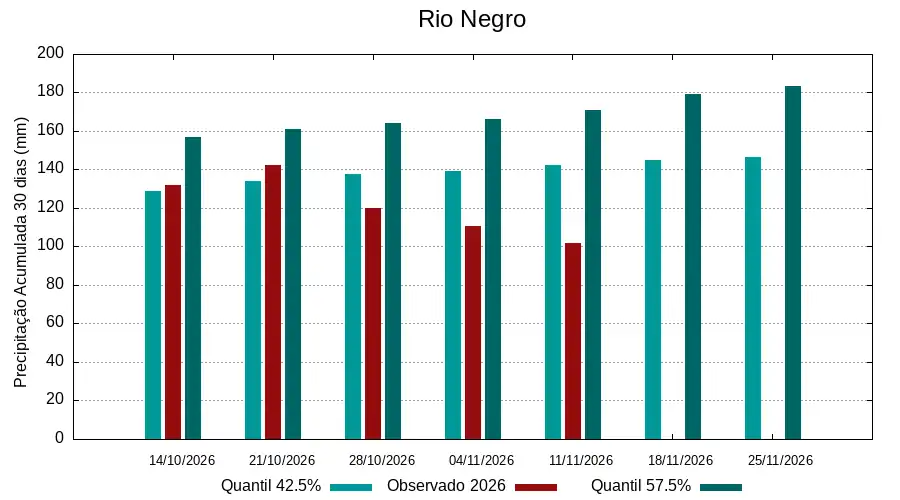 Rio Negro
Precipitação Acumulada 30 dias (mm)
200
180
160
140
120
100
80
60
40
20
0
14/10/2026 21/10/2026 28/10/2026 04/11/2026 11/11/2026 18/11/2026 25/11/2026
Quantil 42.5% Observado 2026 Quantil 57.5%